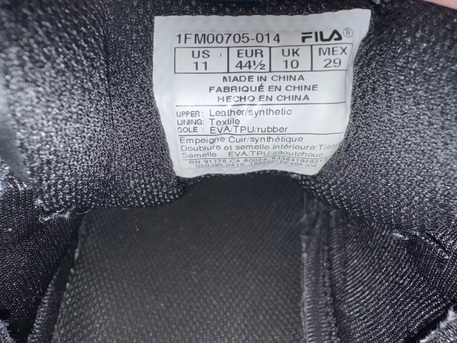 1FM00705-014 FILA®
US EUR UK MEX
11 44½ 10 29
MADE IN CHINA
FABRIQUÉ EN CHINE
HECHO EN CHINA
UPPER: Leather/synthetic
LINING: Textile
SOLE : EVA/TPU/rubber
Empeigne:Cuir/synthétique
Doublure et semelle intérieure:
Semelle : EVA/TPU/caoutchouc